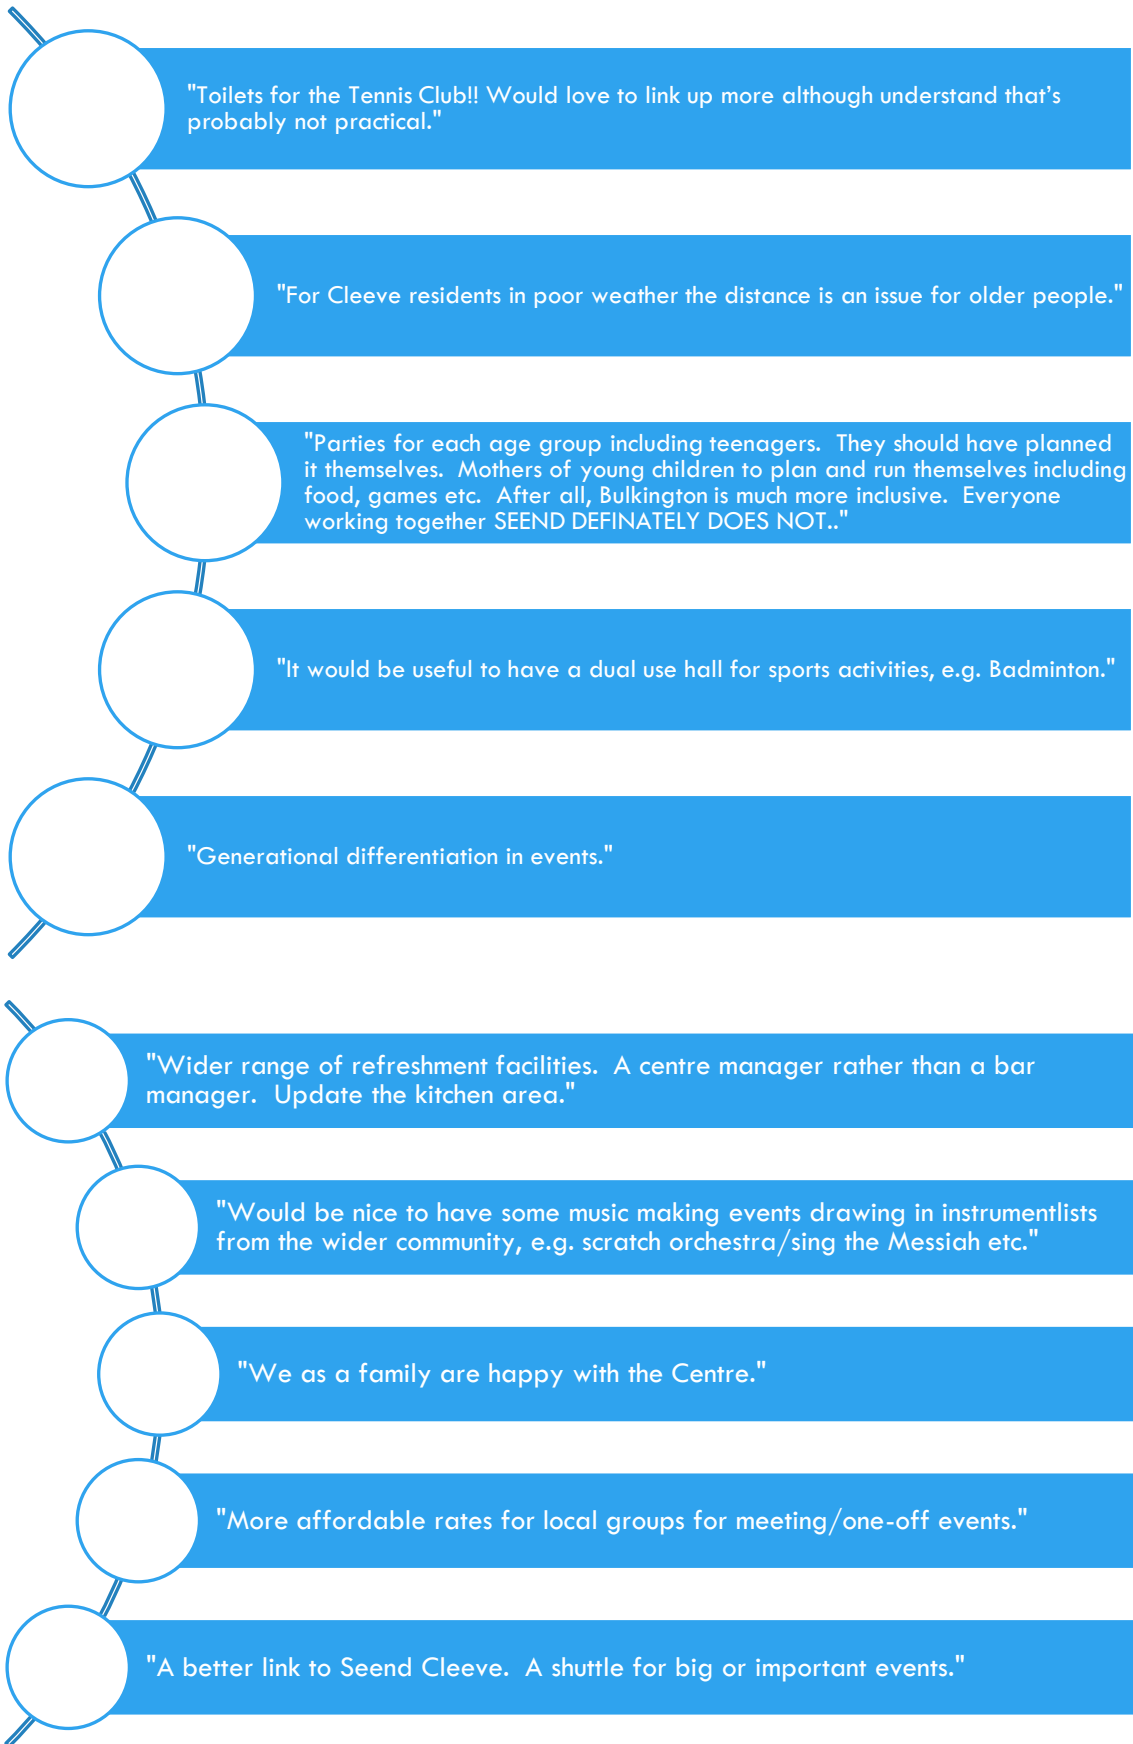 "Toilets for the Tennis Club!! Would love to link up more although understand that's
probably not practical."
"For Cleeve residents in poor weather the distance is an issue for older people."
"Parties for each age group including teenagers.  They should have planned
it themselves.  Mothers of young children to plan and run themselves including
food, games etc.  After all, Bulkington is much more inclusive.  Everyone
working together SEEND DEFINATELY DOES NOT.."
"It would be useful to have a dual use hall for sports activities, e.g. Badminton."
"Generational differentiation in events."
"Wider range of refreshment facilities.  A centre manager rather than a bar
manager.  Update the kitchen area."
"Would be nice to have some music making events drawing in instrumentlists
from the wider community, e.g. scratch orchestra/sing the Messiah etc."
"We as a family are happy with the Centre."
"More affordable rates for local groups for meeting/one-off events."
"A better link to Seend Cleeve.  A shuttle for big or important events."